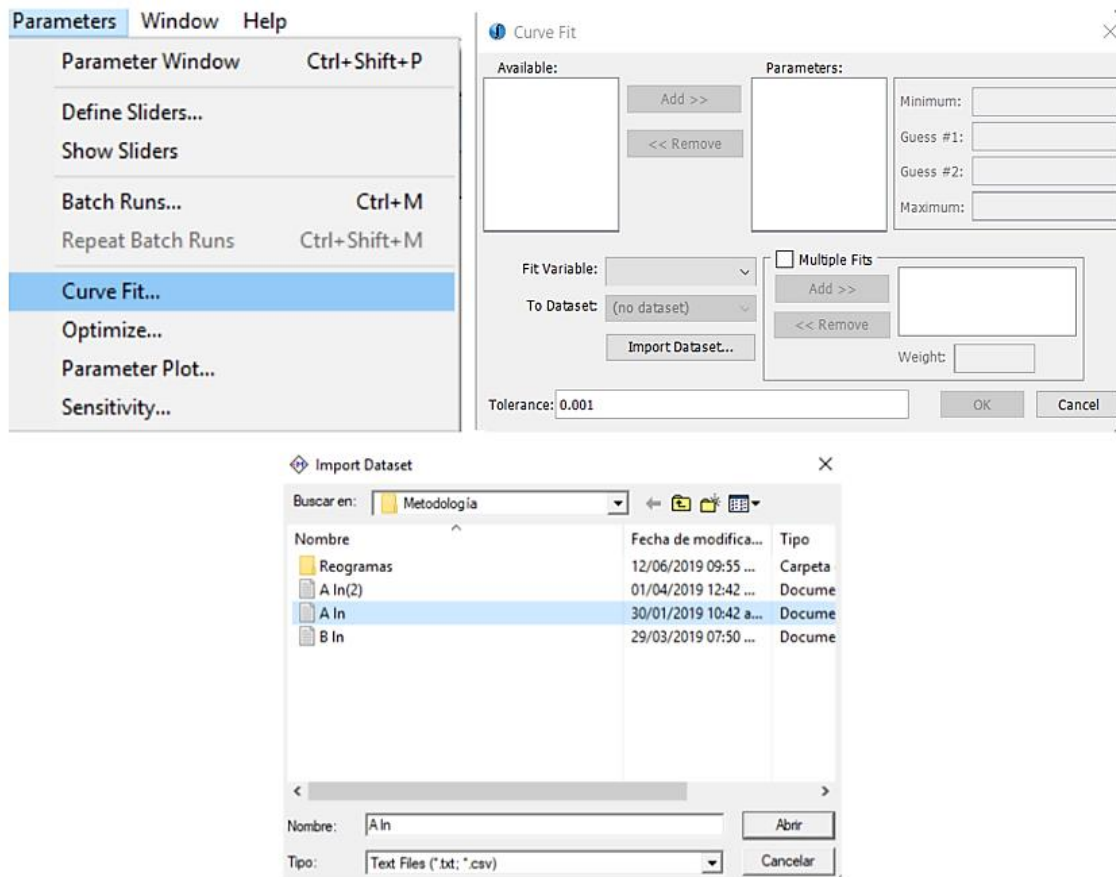 Parameters Window Help
Parameter Window Ctrl+Shift+P
Define Sliders...
Show Sliders
Batch Runs... Ctrl+M
Repeat Batch Runs Ctrl+Shift+M
Curve Fit...
Optimize...
Parameter Plot...
Sensitivity...
Curve Fit
Available:
Parameters:
Add >>
<< Remove
Minimum:
Guess #1:
Guess #2:
Maximum:
Fit Variable:
To Dataset: (no dataset)
Import Dataset...
Multiple Fits
Add >>
<< Remove
Weight:
Tolerance: 0.001
OK Cancel
Import Dataset
Buscar en: Metodología
Nombre Fecha de modifica... Tipo
Reogramas 12/06/2019 09:55 ... Carpeta
A In(2) 01/04/2019 12:42 ... Docume
A In 30/01/2019 10:42 a... Docume
B In 29/03/2019 07:50 ... Docume
Nombre: A In Abrir
Tipo: Text Files (*.txt; *.csv) Cancelar